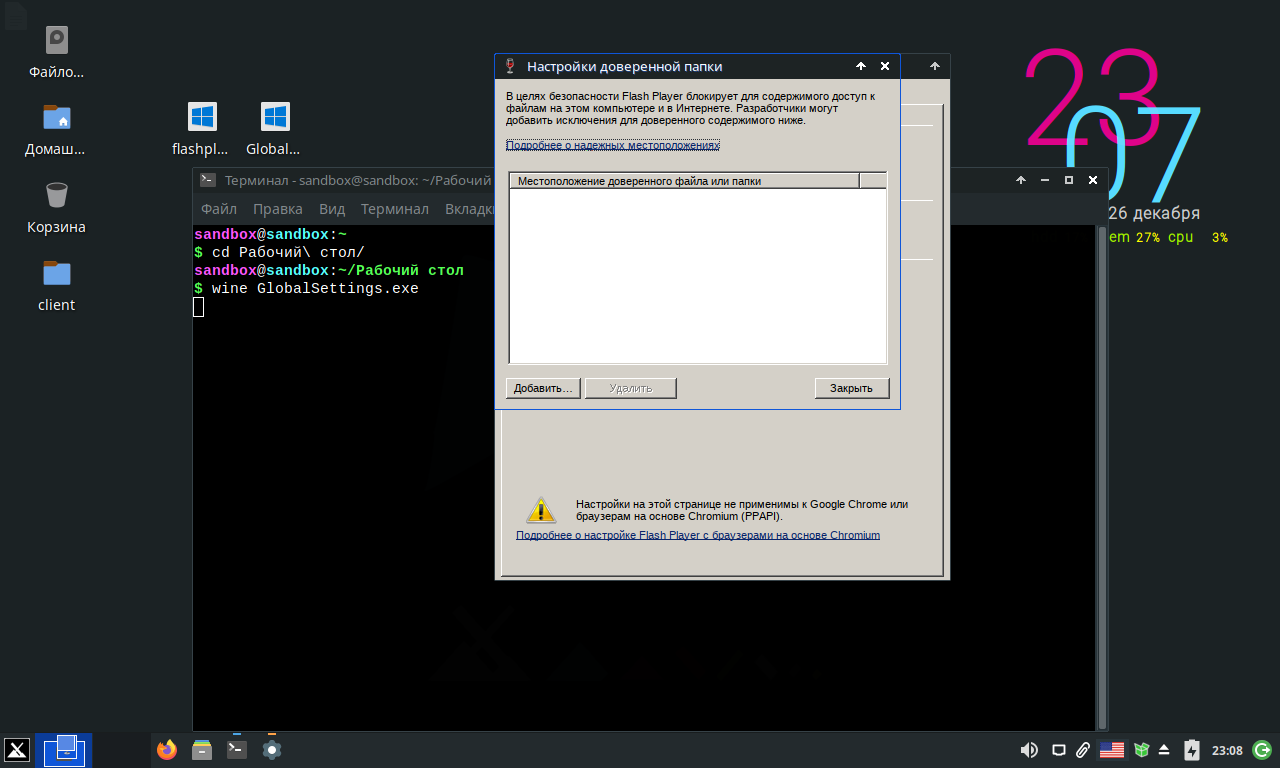 Файло...
Домаш...
Корзина
client
flashpl...
Global...
Настройки доверенной папки
В целях безопасности Flash Player блокирует для содержимого доступ к
файлам на этом компьютере и в Интернете. Разработчики могут
добавить исключения для доверенного содержимого ниже.
Подробнее о надежных местоположениях
Местоположение доверенного файла или папки
Добавить...
Удалить
Закрыть
Настройки на этой странице не применимы к Google Chrome или
браузерам на основе Chromium (PPAPI).
Подробнее о настройке Flash Player с браузерами на основе Chromium
Терминал - sandbox@sandbox: ~/Рабочий
Файл Правка Вид Терминал Вкладки
sandbox@sandbox:~
$ cd Рабочий\ стол/
sandbox@sandbox:~/Рабочий стол
$ wine GlobalSettings.exe
23
07
26 декабря
em 27% cpu 3%
23:08